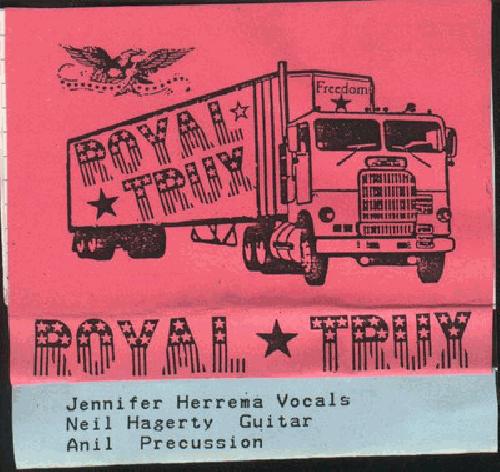 Freedom
ROYAL
TRUX
ROYAL ★ TRUX
Jennifer Herrema Vocals
Neil Hagerty Guitar
Anil Precussion